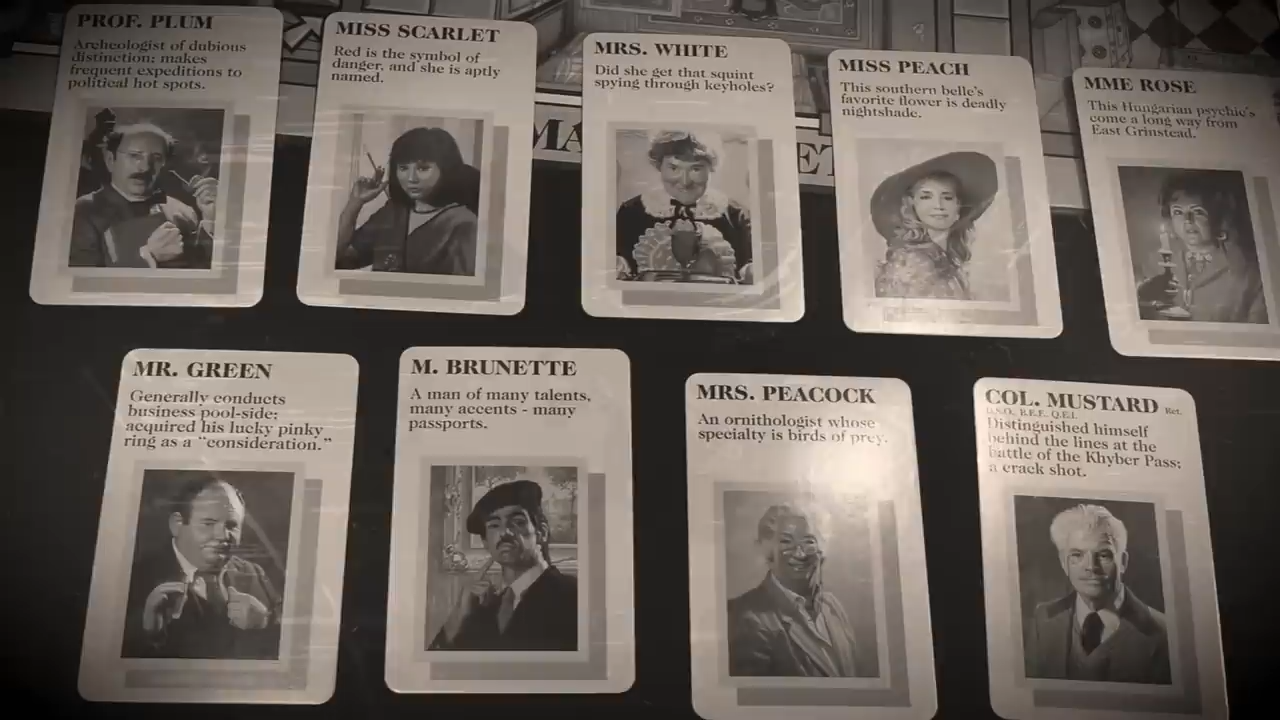 PROF. PLUM
Archeologist of dubious
distinction; makes
frequent expeditions to
political hot spots.
MISS SCARLET
Red is the symbol of
danger, and she is aptly
named.
MRS. WHITE
Did she get that squint
spying through keyholes?
MISS PEACH
This southern belle's
favorite flower is deadly
nightshade.
MME ROSE
This Hungarian psychic's
come a long way from
East Grinstead.
MA
ET
MR. GREEN
Generally conducts
business pool-side;
acquired his lucky pinky
ring as a "consideration."
M. BRUNETTE
A man of many talents,
many accents - many
passports.
MRS. PEACOCK
An ornithologist whose
specialty is birds of prey.
COL. MUSTARD Ret.
D.S.O., B.E.F., Q.E.I.
Distinguished himself
behind the lines at the
battle of the Khyber Pass;
a crack shot.